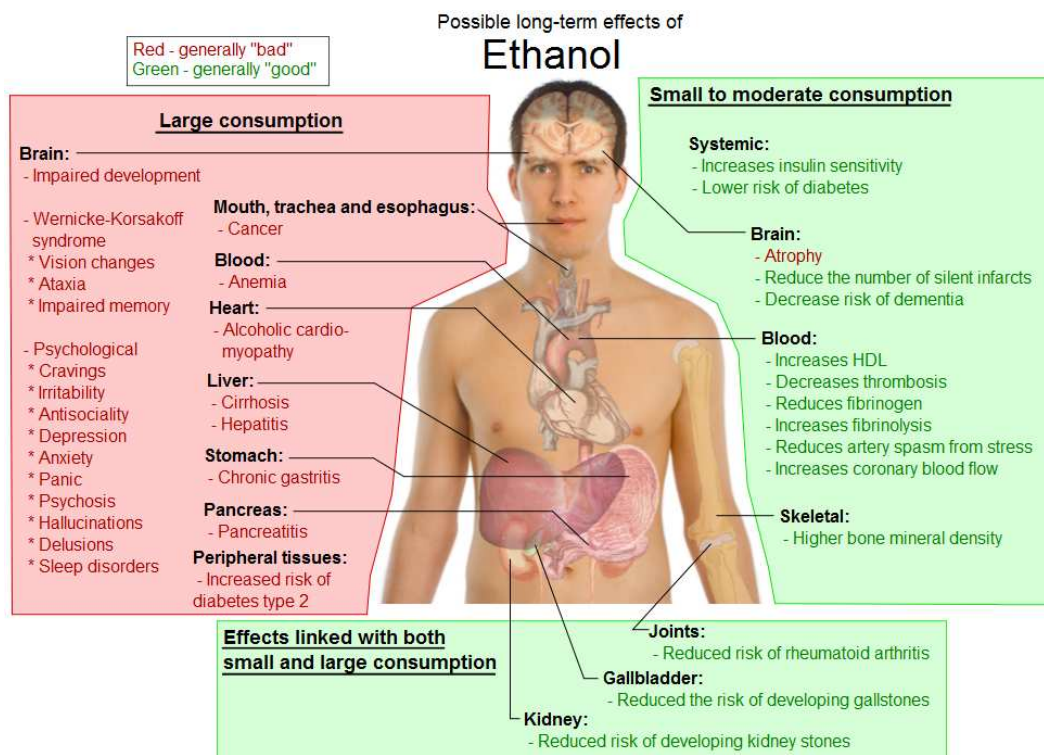 Possible long-term effects of
Ethanol
Red - generally "bad"
Green - generally "good"
Large consumption
Brain:
- Impaired development
- Wernicke-Korsakoff
syndrome
* Vision changes
* Ataxia
* Impaired memory
- Psychological
* Cravings
* Irritability
* Antisociality
* Depression
* Anxiety
* Panic
* Psychosis
* Hallucinations
* Delusions
* Sleep disorders
Mouth, trachea and esophagus:
- Cancer
Blood:
- Anemia
Heart:
- Alcoholic cardio-
myopathy
Liver:
- Cirrhosis
- Hepatitis
Stomach:
- Chronic gastritis
Pancreas:
- Pancreatitis
Peripheral tissues:
- Increased risk of
diabetes type 2
Small to moderate consumption
Systemic:
- Increases insulin sensitivity
- Lower risk of diabetes
Brain:
- Atrophy
- Reduce the number of silent infarcts
- Decrease risk of dementia
Blood:
- Increases HDL
- Decreases thrombosis
- Reduces fibrinogen
- Increases fibrinolysis
- Reduces artery spasm from stress
- Increases coronary blood flow
Skeletal:
- Higher bone mineral density
Effects linked with both
small and large consumption
Joints:
- Reduced risk of rheumatoid arthritis
Gallbladder:
- Reduced the risk of developing gallstones
Kidney:
- Reduced risk of developing kidney stones